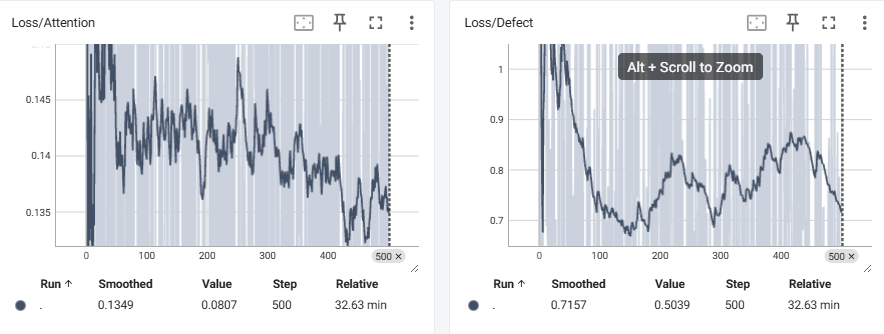 Loss/Attention
0.145
0.14
0.135
0 100 200 300 400 500 ×
Run ↑ Smoothed Value Step Relative
. 0.1349 0.0807 500 32.63 min
Loss/Defect
Alt + Scroll to Zoom
1
0.9
0.8
0.7
0 100 200 300 400 500 ×
Run ↑ Smoothed Value Step Relative
. 0.7157 0.5039 500 32.63 min